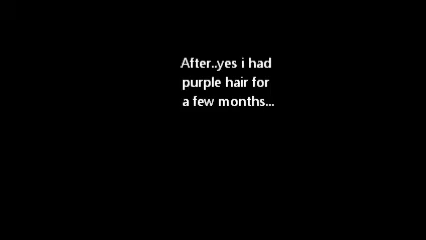 After..yes i had
purple hair for
a few months...